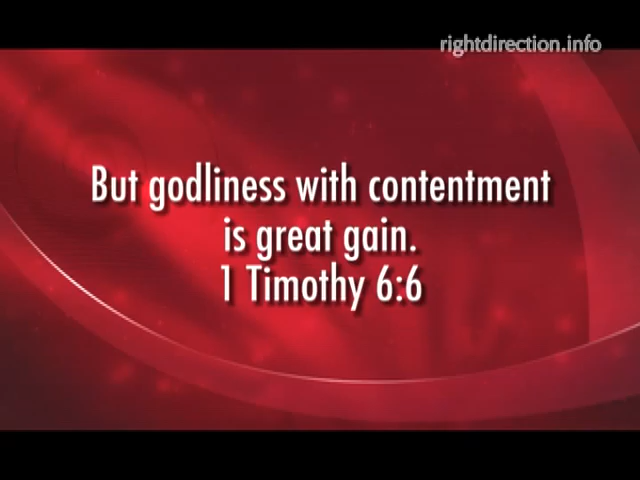 rightdirection.info
But godliness with contentment
is great gain.
1 Timothy 6:6